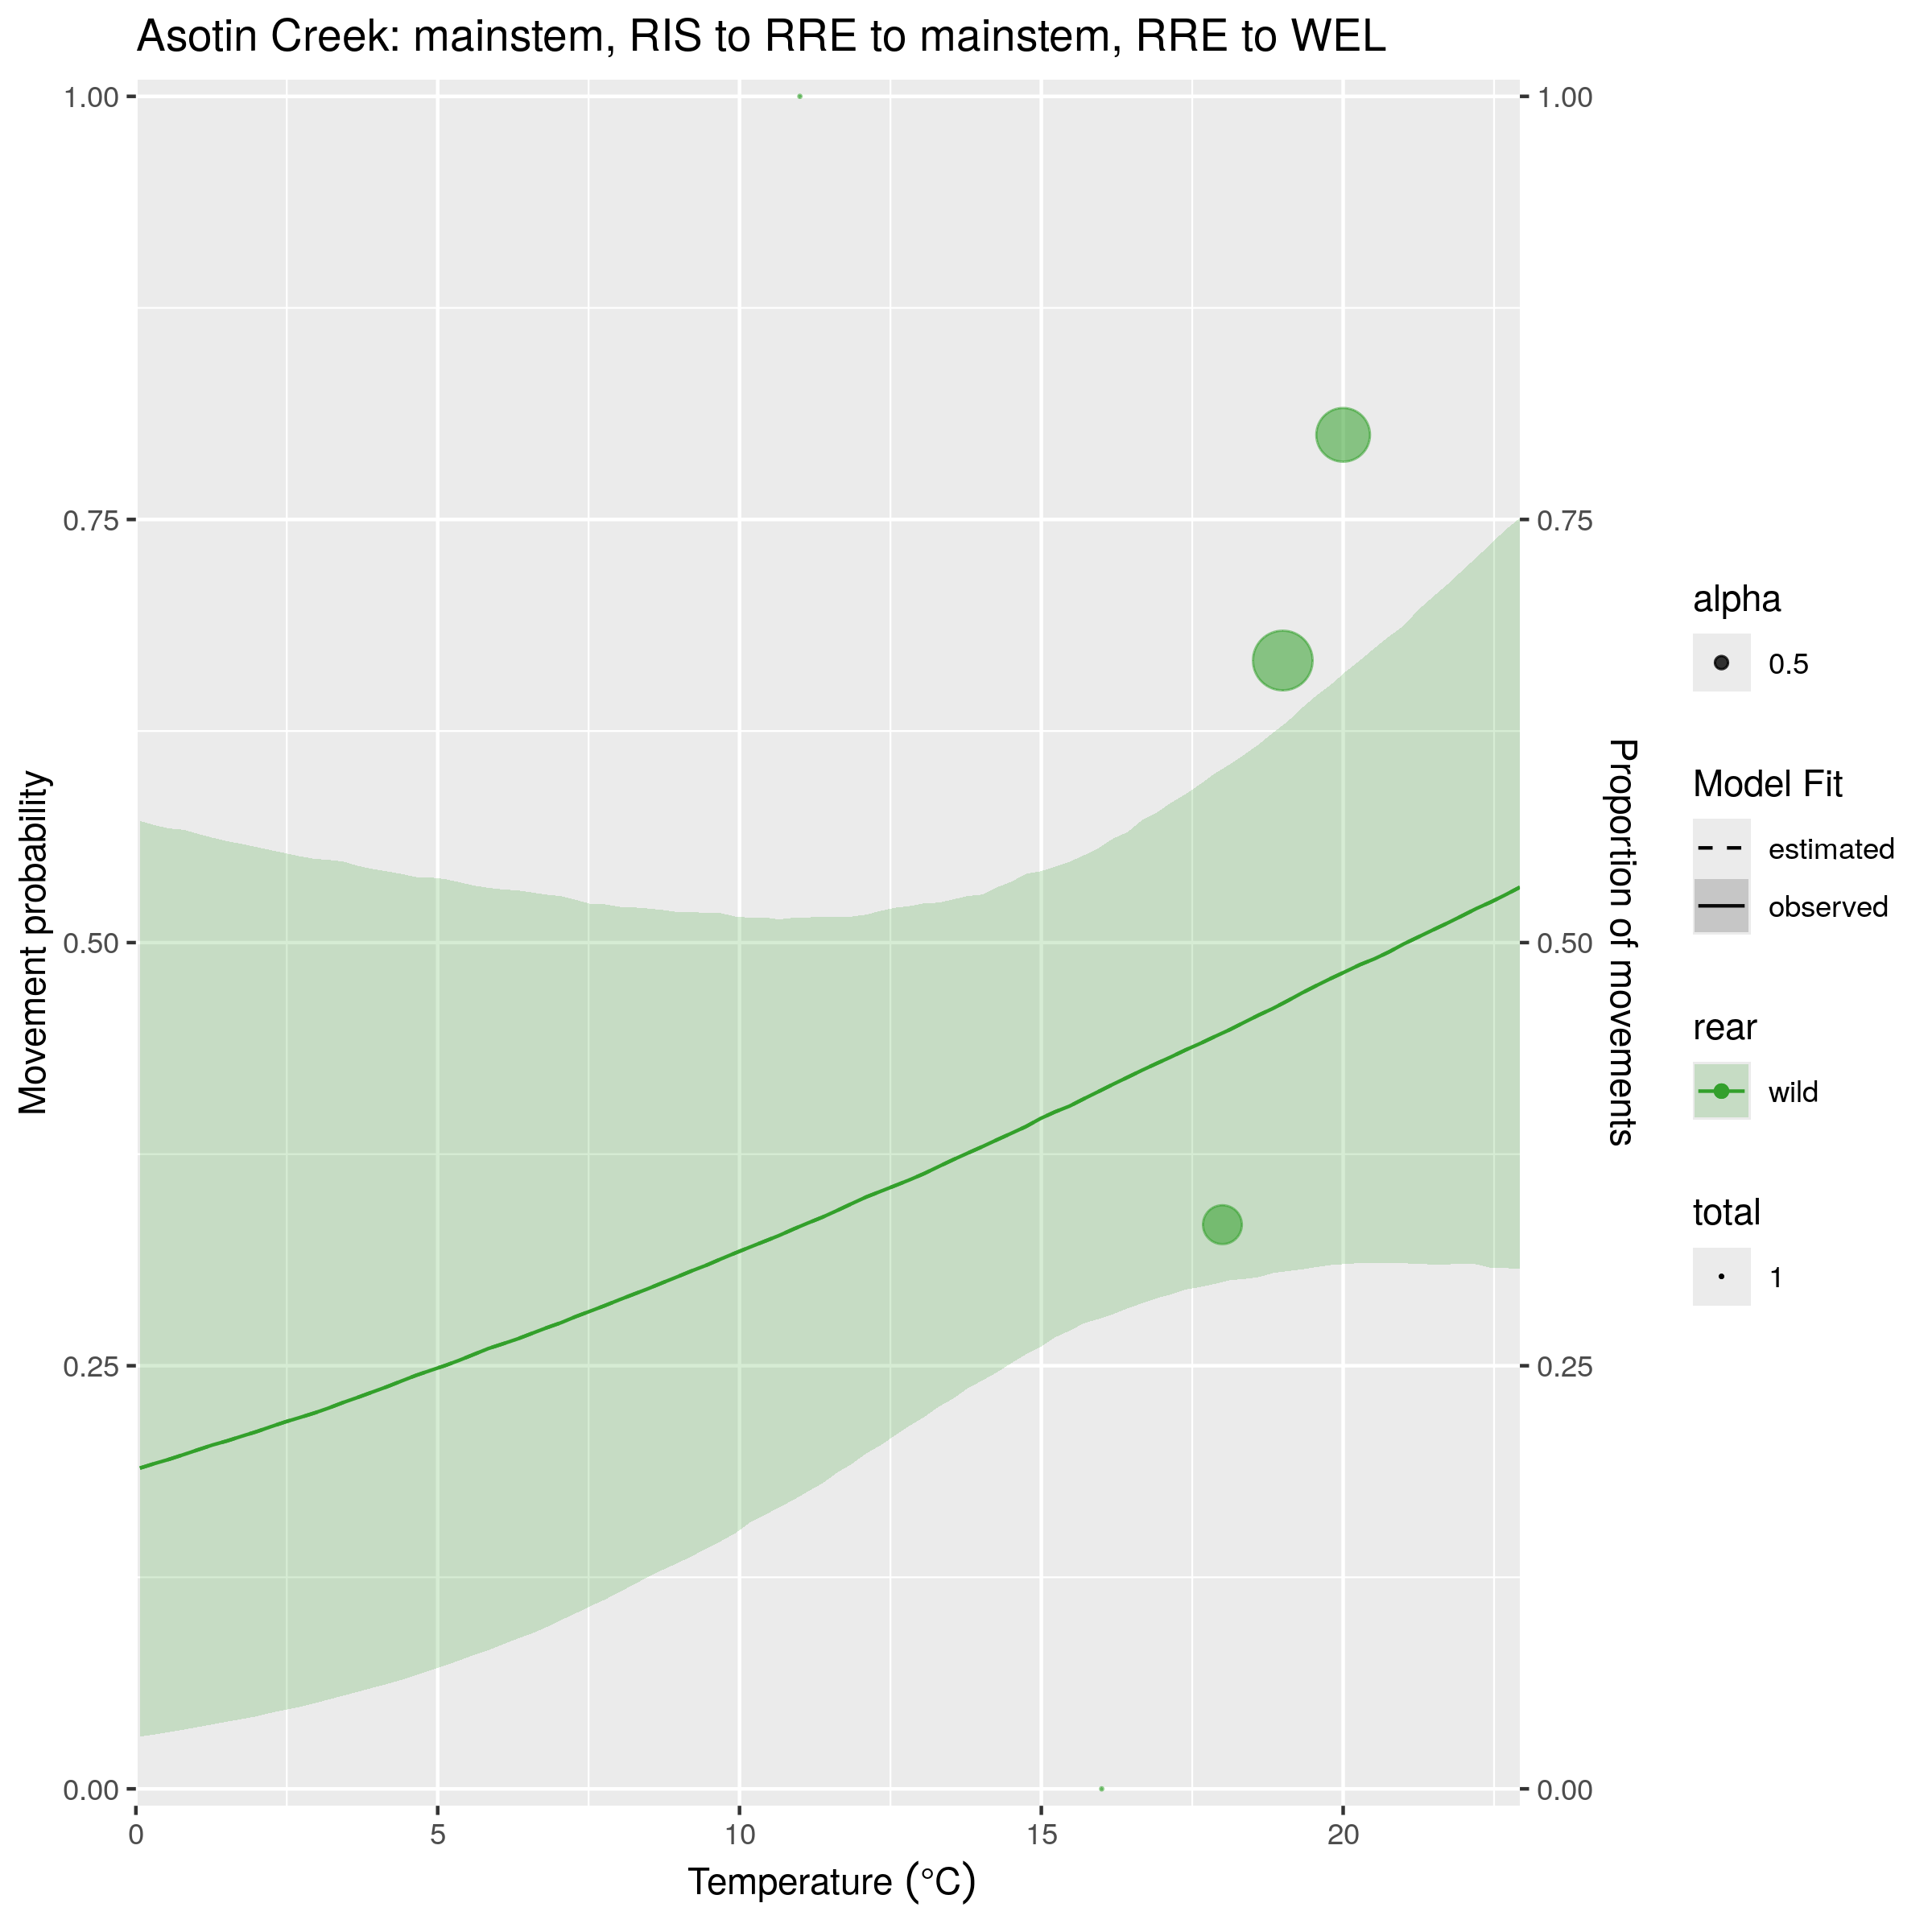 Asotin Creek: mainstem, RIS to RRE to mainstem, RRE to WEL
Movement probability
1.00
0.75
0.50
0.25
0.00
0
5
10
15
20
Temperature (°C)
1.00
0.75
0.50
0.25
0.00
Proportion of movements
alpha
0.5
Model Fit
estimated
observed
rear
wild
total
1